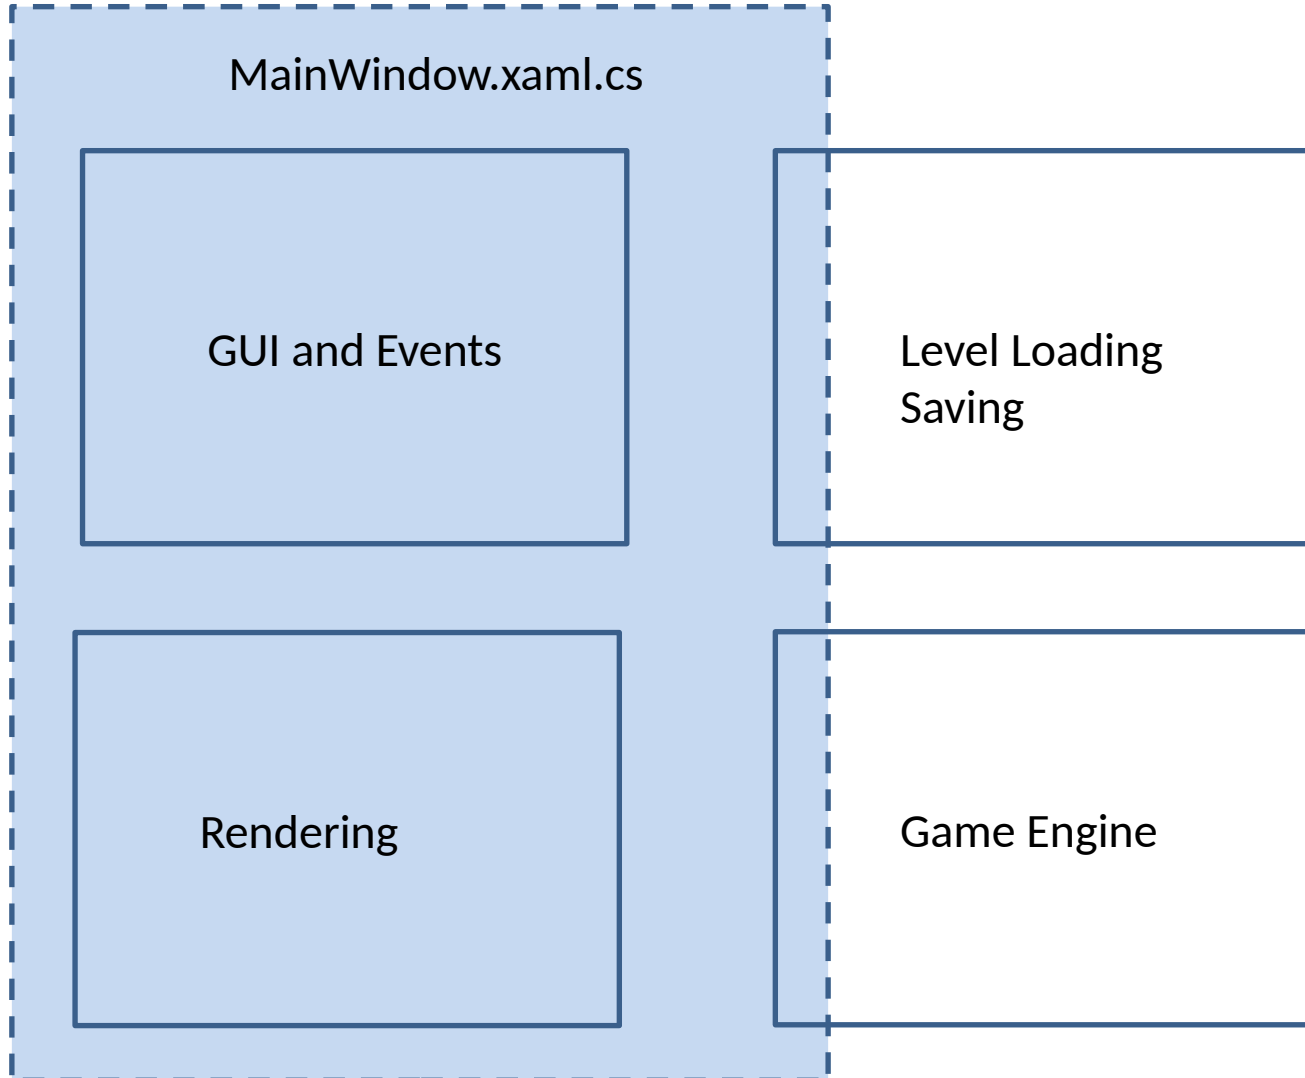 MainWindow.xaml.cs
GUI and Events
Level Loading
Saving
Rendering
Game Engine